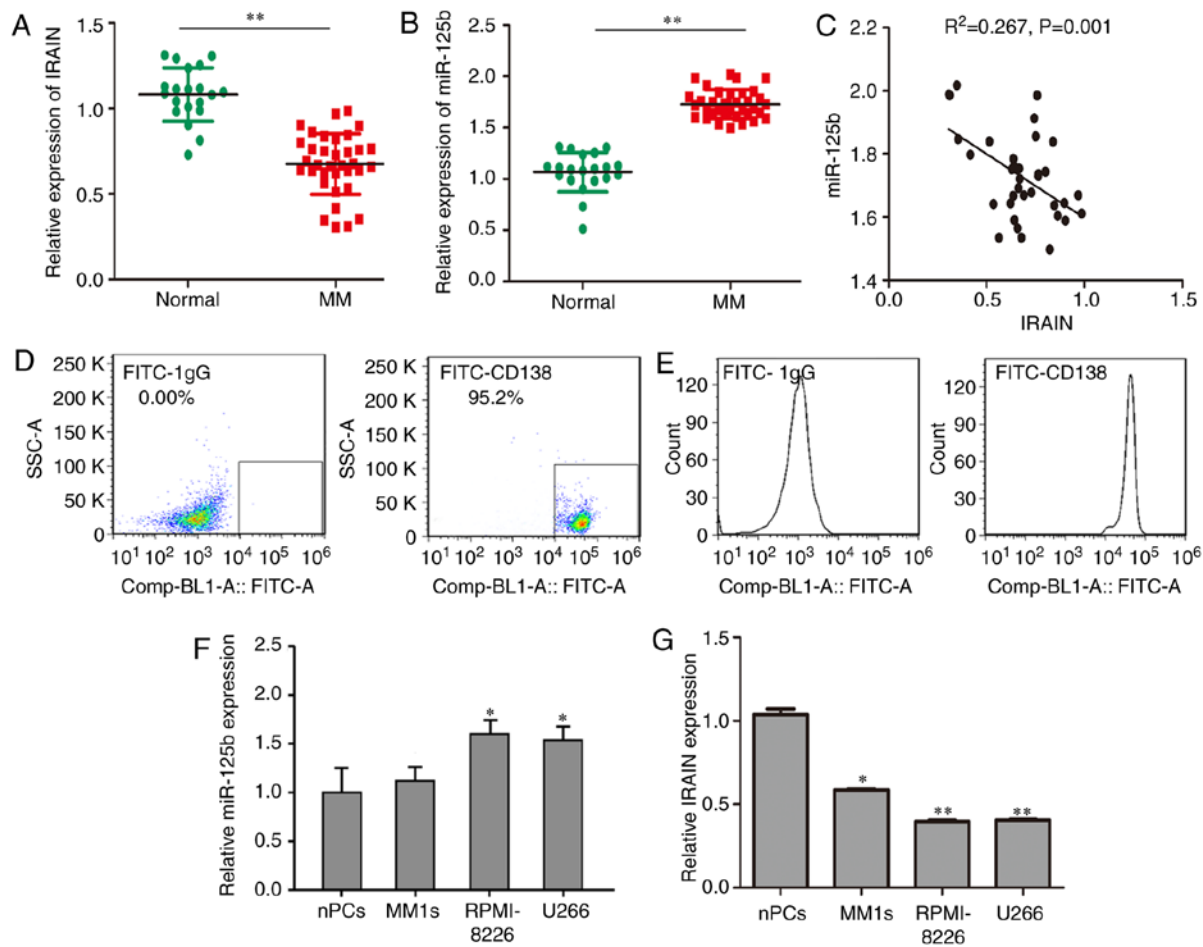 A
Relative expression of IRAIN
1.5
1.0
0.5
0.0
**
Normal
MM
B
Relative expression of miR-125b
2.5
2.0
1.5
1.0
0.5
0.0
**
Normal
MM
C
R²=0.267, P=0.001
miR-125b
2.2
2.0
1.8
1.6
1.4
0.0
0.5
1.0
1.5
IRAIN
D
SSC-A
250 K
200 K
150 K
100 K
50 K
0
FITC-1gG
0.00%
10¹ 10² 10³ 10⁴ 10⁵ 10⁶
Comp-BL1-A:: FITC-A
SSC-A
250 K
200 K
150 K
100 K
50 K
0
FITC-CD138
95.2%
10¹ 10² 10³ 10⁴ 10⁵ 10⁶
Comp-BL1-A:: FITC-A
E
Count
120
90
60
30
0
FITC- 1gG
10¹ 10² 10³ 10⁴ 10⁵ 10⁶
Comp-BL1-A:: FITC-A
Count
120
90
60
30
0
FITC-CD138
10¹ 10² 10³ 10⁴ 10⁵ 10⁶
Comp-BL1-A:: FITC-A
F
Relative miR-125b expression
2.5
2.0
1.5
1.0
0.5
0.0
*
*
nPCs
MM1s
RPMI-
8226
U266
G
Relative IRAIN expression
1.5
1.0
0.5
0.0
*
**
**
nPCs
MM1s
RPMI-
8226
U266